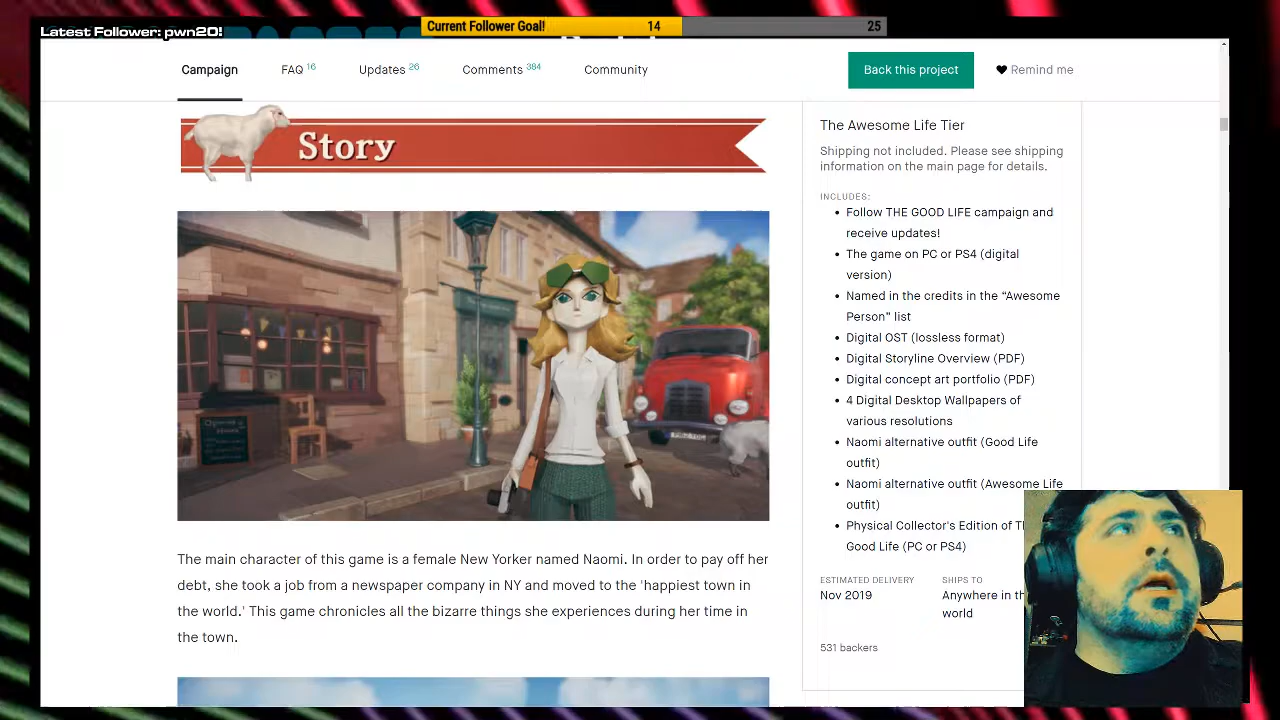 Latest Follower: pwn20!
Current Follower Goal! 14 25
Campaign FAQ 16 Updates 26 Comments 384 Community Back this project Remind me
Story
The main character of this game is a female New Yorker named Naomi. In order to pay off her
debt, she took a job from a newspaper company in NY and moved to the 'happiest town in
the world.' This game chronicles all the bizarre things she experiences during her time in
the town.
The Awesome Life Tier
Shipping not included. Please see shipping
information on the main page for details.
INCLUDES:
Follow THE GOOD LIFE campaign and
receive updates!
The game on PC or PS4 (digital
version)
Named in the credits in the “Awesome
Person” list
Digital OST (lossless format)
Digital Storyline Overview (PDF)
Digital concept art portfolio (PDF)
4 Digital Desktop Wallpapers of
various resolutions
Naomi alternative outfit (Good Life
outfit)
Naomi alternative outfit (Awesome Life
outfit)
Physical Collector's Edition of
Good Life (PC or PS4)
ESTIMATED DELIVERY SHIPS TO
Nov 2019 Anywhere in
world
531 backers